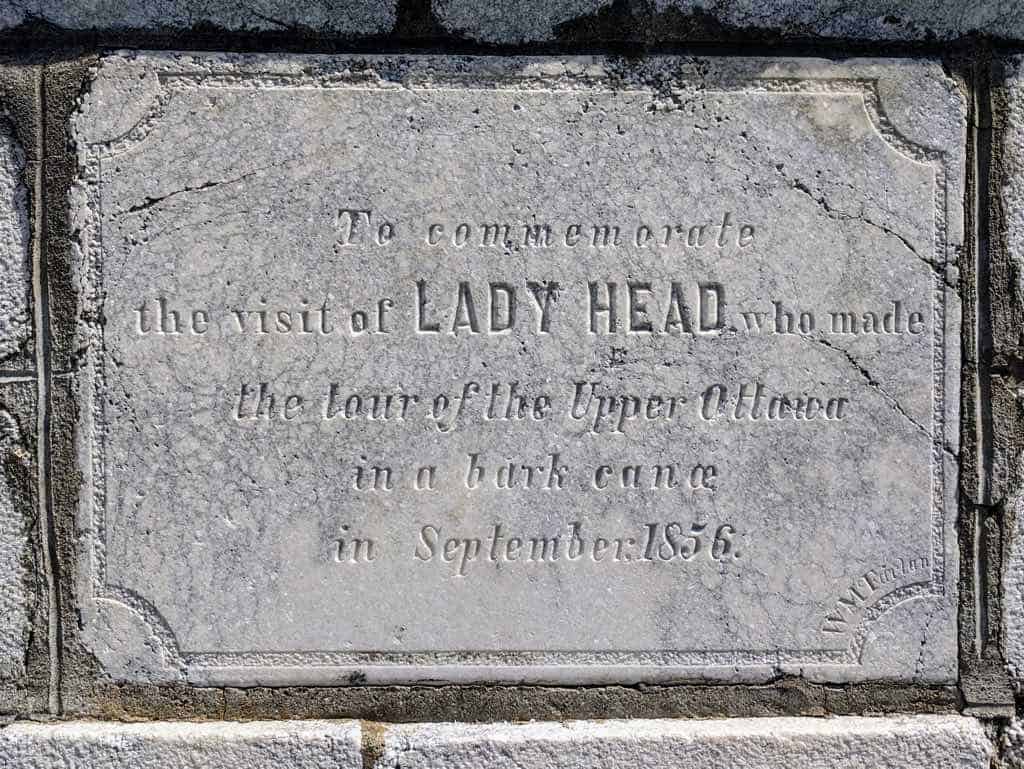 To commemorate
the visit of LADY HEAD, who made
the tour of the Upper Ottawa
in a bark canœ
in September. 1856.